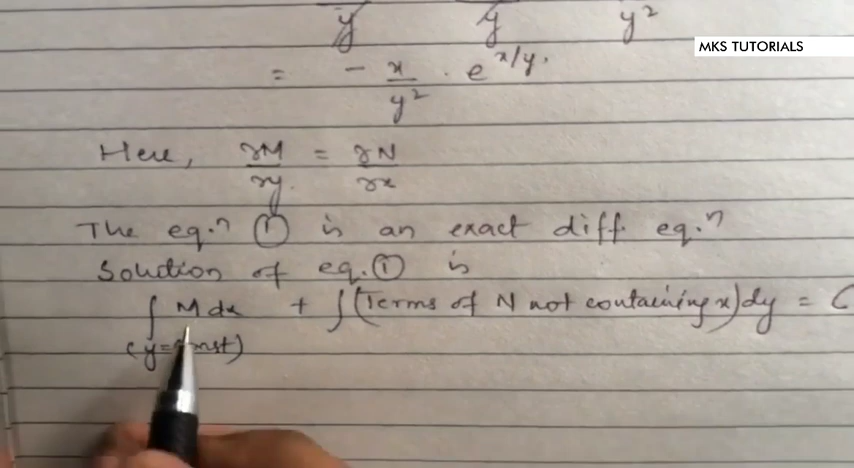 y y y²
MKS TUTORIALS
= - x/y² · e^x/y.
Here, ∂M/∂y. = ∂N/∂x
The eq.n ① is an exact diff. eq.n
Solution of eq.① is
∫ M dx + ∫(Terms of N not containing x)dy = C
(y=const)